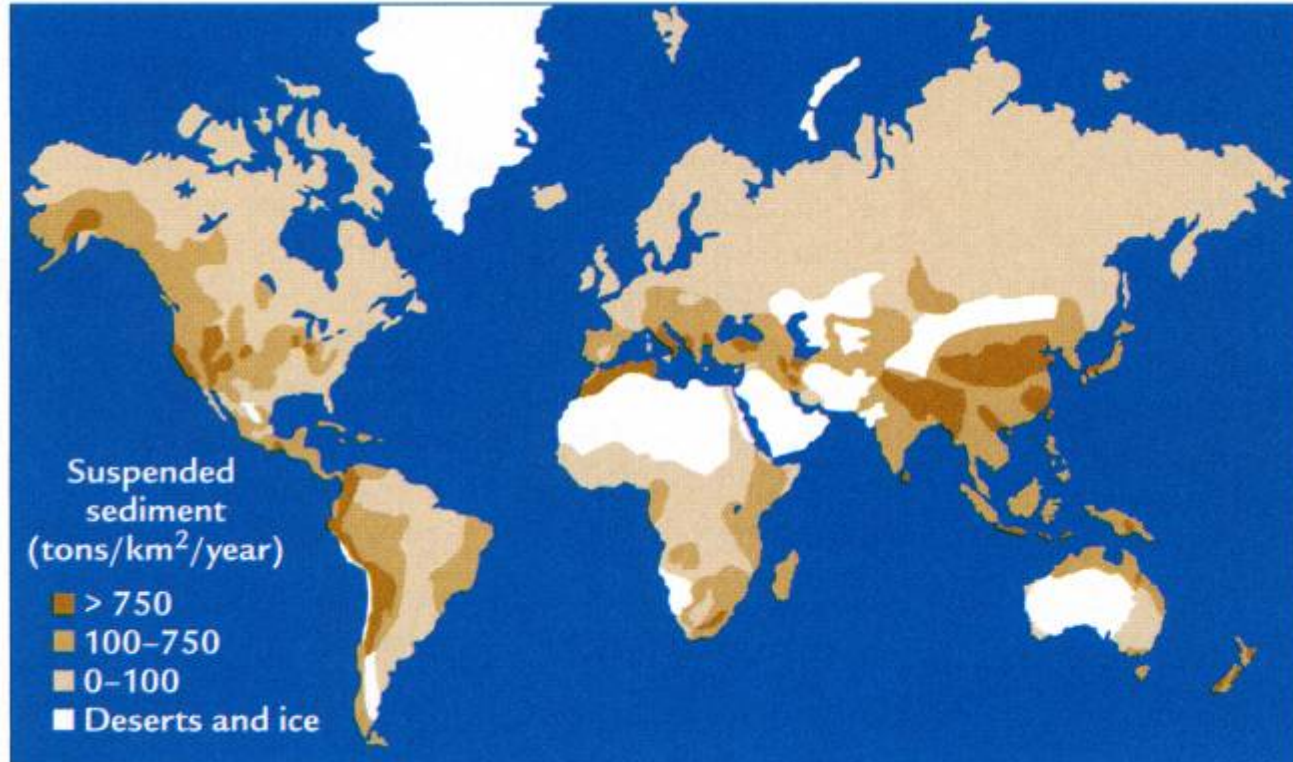 Suspended
sediment
(tons/km²/year)
> 750
100–750
0–100
Deserts and ice